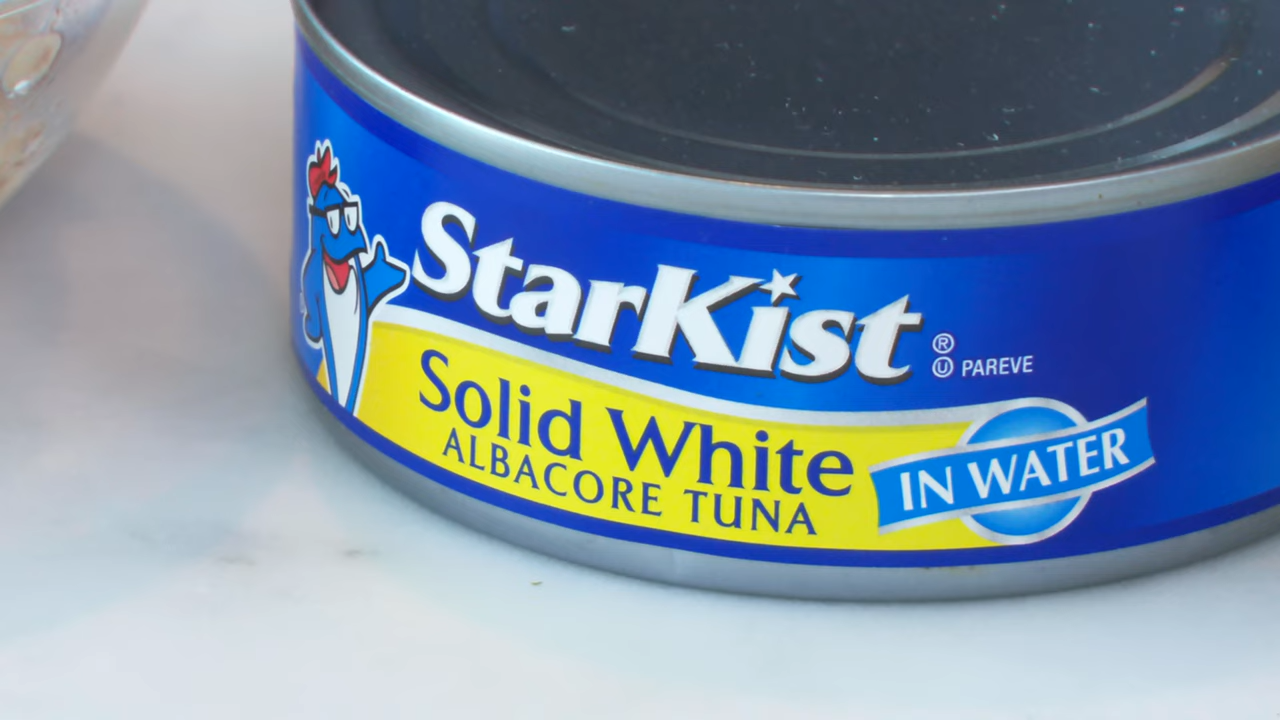 StarKist
®
Ⓤ PAREVE
Solid White
ALBACORE TUNA
IN WATER